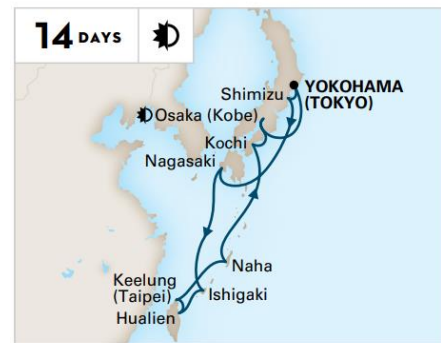 14 DAYS
YOKOHAMA
(TOKYO)
Shimizu
Osaka (Kobe)
Kochi
Nagasaki
Naha
Keelung
(Taipei)
Ishigaki
Hualien